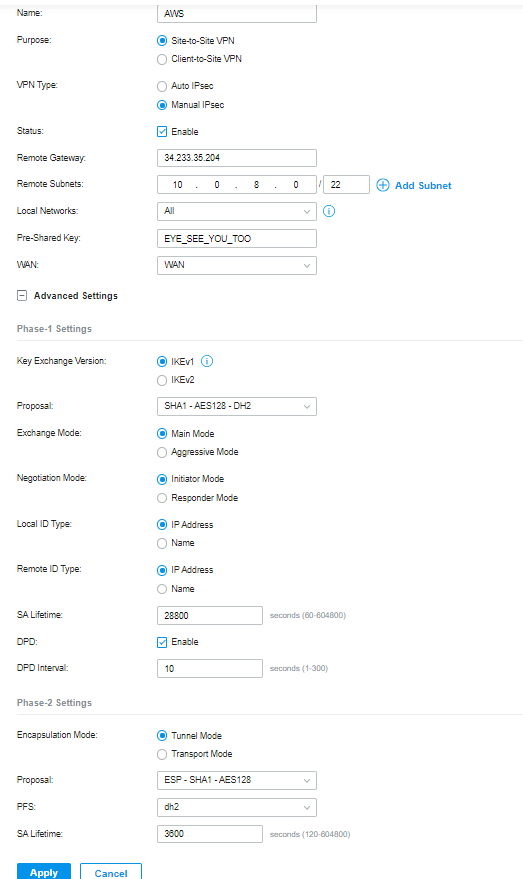 Name: AWS
Purpose: Site-to-Site VPN
Client-to-Site VPN
VPN Type: Auto IPsec
Manual IPsec
Status: Enable
Remote Gateway: 34.233.35.204
Remote Subnets: 10 . 0 . 8 . 0 / 22 Add Subnet
Local Networks: All
Pre-Shared Key: EYE_SEE_YOU_TOO
WAN: WAN
Advanced Settings
Phase-1 Settings
Key Exchange Version: IKEv1
IKEv2
Proposal: SHA1 - AES128 - DH2
Exchange Mode: Main Mode
Aggressive Mode
Negotiation Mode: Initiator Mode
Responder Mode
Local ID Type: IP Address
Name
Remote ID Type: IP Address
Name
SA Lifetime: 28800 seconds (60-604800)
DPD: Enable
DPD Interval: 10 seconds (1-300)
Phase-2 Settings
Encapsulation Mode: Tunnel Mode
Transport Mode
Proposal: ESP - SHA1 - AES128
PFS: dh2
SA Lifetime: 3600 seconds (120-604800)
Apply Cancel